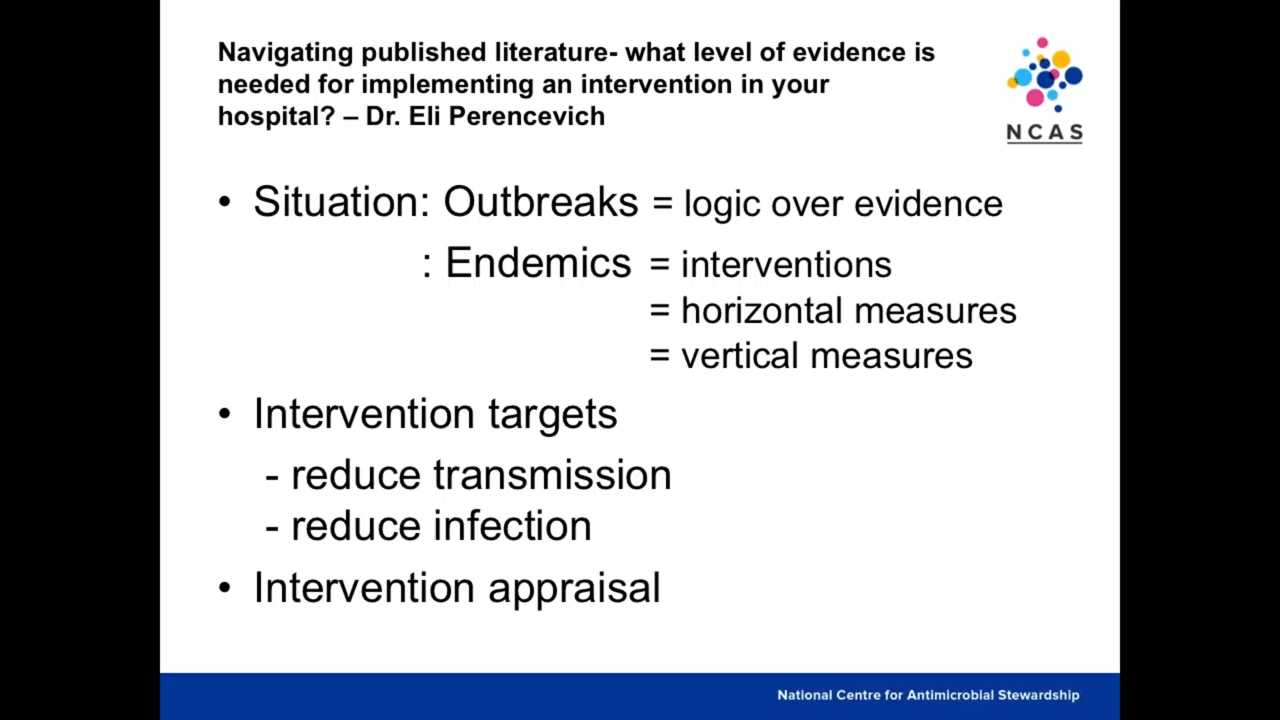 Navigating published literature- what level of evidence is
needed for implementing an intervention in your
hospital? – Dr. Eli Perencevich
NCAS
• Situation: Outbreaks = logic over evidence
: Endemics = interventions
= horizontal measures
= vertical measures
• Intervention targets
- reduce transmission
- reduce infection
• Intervention appraisal
National Centre for Antimicrobial Stewardship